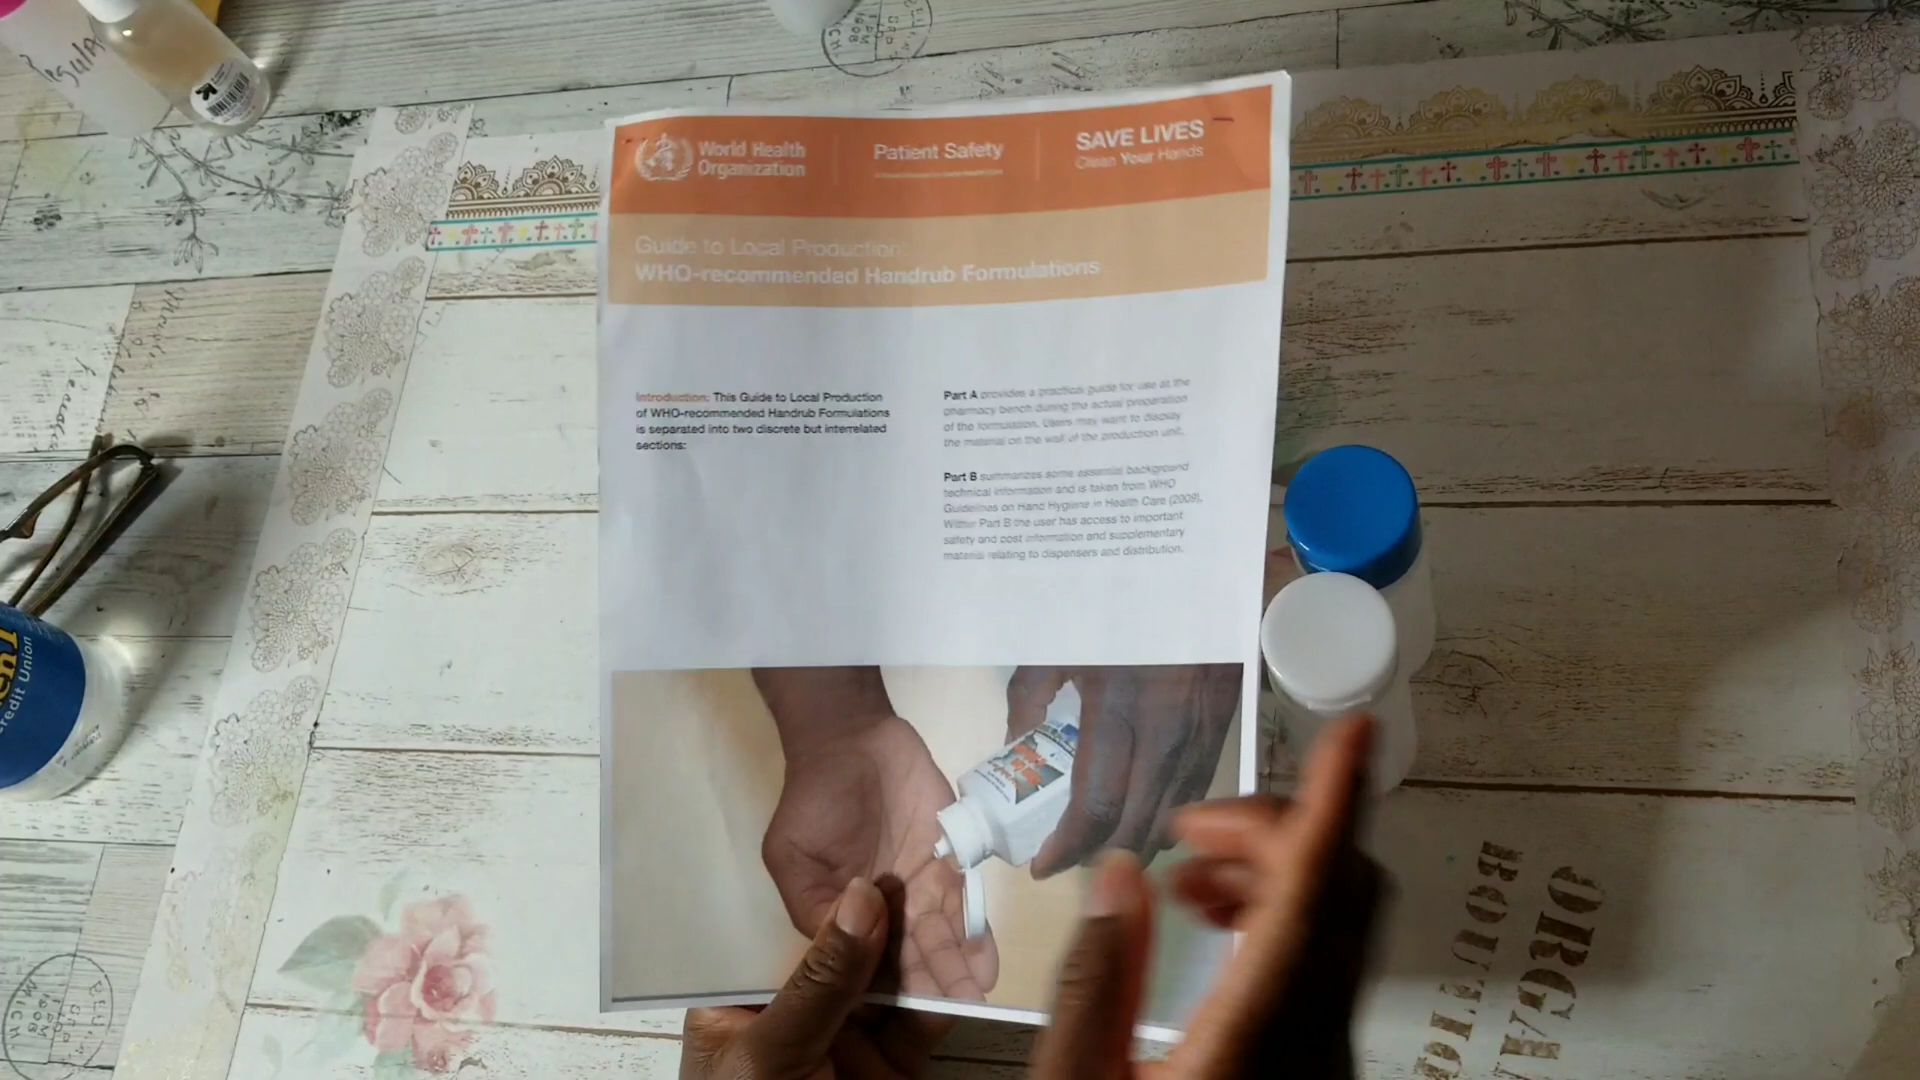 World Health
Organization
Patient Safety
SAVE LIVES
Clean Your Hands
Guide to Local Production:
WHO-recommended Handrub Formulations
Introduction: This Guide to Local Production
of WHO-recommended Handrub Formulations
is separated into two discrete but interrelated
sections:
Part A provides a practical guide for use at the
pharmacy bench during the actual preparation
of the formulation. Users may want to display
the material on the wall of the production unit.
Part B summarizes some essential background
technical information and is taken from WHO
Guidelines on Hand Hygiene in Health Care (2009).
Within Part B the user has access to important
safety and cost information and supplementary
material relating to dispensers and distribution.
Credit Union
MICH